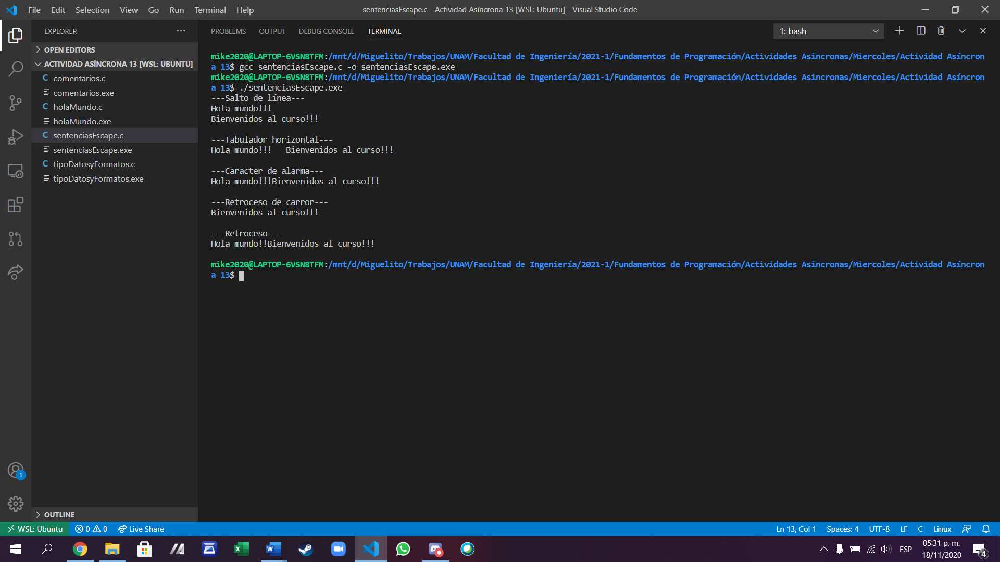 File Edit Selection View Go Run Terminal Help
sentenciasEscape.c - Actividad Asíncrona 13 [WSL: Ubuntu] - Visual Studio Code
EXPLORER
OPEN EDITORS
ACTIVIDAD ASÍNCRONA 13 [WSL: UBUNTU]
C comentarios.c
comentarios.exe
C holaMundo.c
holaMundo.exe
C sentenciasEscape.c
sentenciasEscape.exe
C tipoDatosyFormatos.c
tipoDatosyFormatos.exe
OUTLINE
PROBLEMS OUTPUT DEBUG CONSOLE TERMINAL
1: bash
mike2020@LAPTOP-6VSN8TFM:/mnt/d/Miguelito/Trabajos/UNAM/Facultad de Ingeniería/2021-1/Fundamentos de Programación/Actividades Asincronas/Miercoles/Actividad Asíncron
a 13$ gcc sentenciasEscape.c -o sentenciasEscape.exe
mike2020@LAPTOP-6VSN8TFM:/mnt/d/Miguelito/Trabajos/UNAM/Facultad de Ingeniería/2021-1/Fundamentos de Programación/Actividades Asincronas/Miercoles/Actividad Asíncron
a 13$ ./sentenciasEscape.exe
---Salto de línea---
Hola mundo!!!
Bienvenidos al curso!!!
---Tabulador horizontal---
Hola mundo!!!   Bienvenidos al curso!!!
---Caracter de alarma---
Hola mundo!!!Bienvenidos al curso!!!
---Retroceso de carror---
Bienvenidos al curso!!!
---Retroceso---
Hola mundo!!Bienvenidos al curso!!!
mike2020@LAPTOP-6VSN8TFM:/mnt/d/Miguelito/Trabajos/UNAM/Facultad de Ingeniería/2021-1/Fundamentos de Programación/Actividades Asincronas/Miercoles/Actividad Asíncron
a 13$
1
WSL: Ubuntu 0 0 Live Share
Ln 13, Col 1 Spaces: 4 UTF-8 LF C Linux
ESP
05:31 p. m.
18/11/2020
4